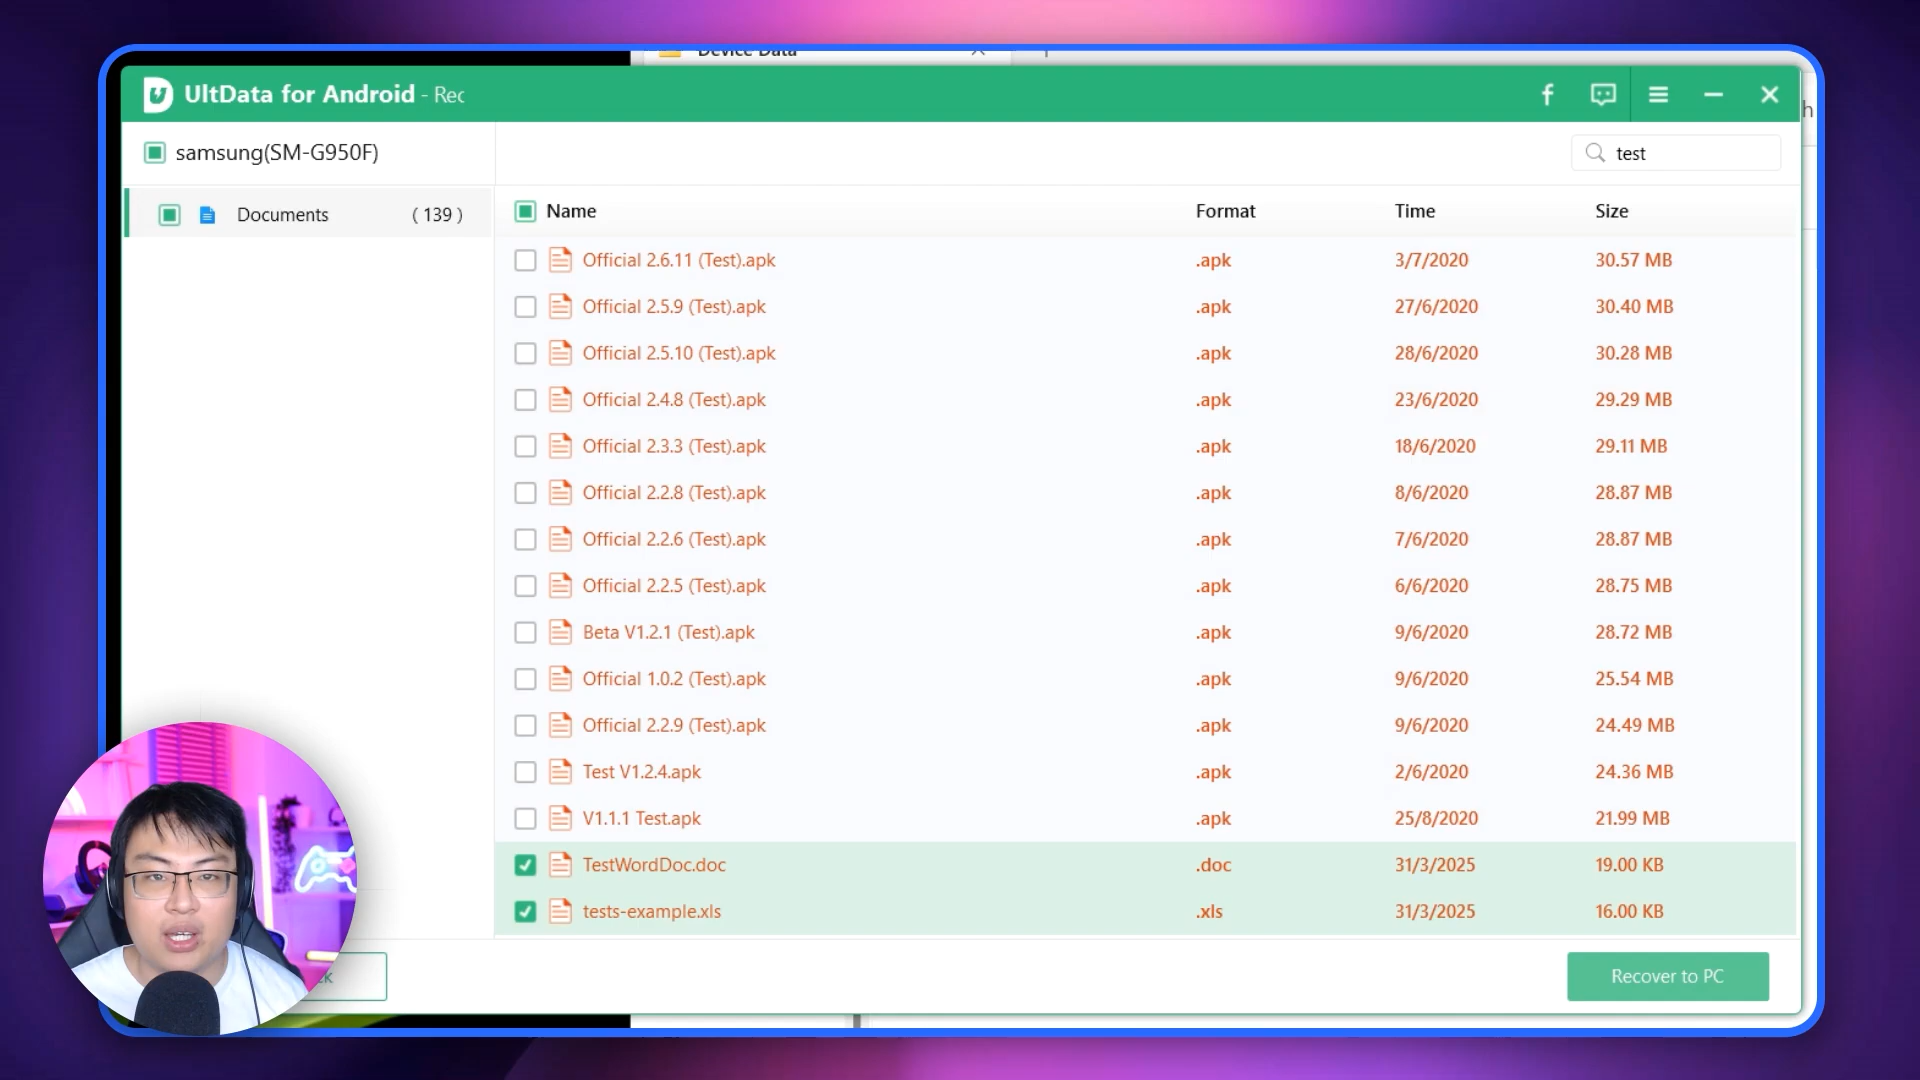 Device Data
UltData for Android - Rec
samsung(SM-G950F)
test
Documents (139)
Name Format Time Size
Official 2.6.11 (Test).apk .apk 3/7/2020 30.57 MB
Official 2.5.9 (Test).apk .apk 27/6/2020 30.40 MB
Official 2.5.10 (Test).apk .apk 28/6/2020 30.28 MB
Official 2.4.8 (Test).apk .apk 23/6/2020 29.29 MB
Official 2.3.3 (Test).apk .apk 18/6/2020 29.11 MB
Official 2.2.8 (Test).apk .apk 8/6/2020 28.87 MB
Official 2.2.6 (Test).apk .apk 7/6/2020 28.87 MB
Official 2.2.5 (Test).apk .apk 6/6/2020 28.75 MB
Beta V1.2.1 (Test).apk .apk 9/6/2020 28.72 MB
Official 1.0.2 (Test).apk .apk 9/6/2020 25.54 MB
Official 2.2.9 (Test).apk .apk 9/6/2020 24.49 MB
Test V1.2.4.apk .apk 2/6/2020 24.36 MB
V1.1.1 Test.apk .apk 25/8/2020 21.99 MB
TestWordDoc.doc .doc 31/3/2025 19.00 KB
tests-example.xls .xls 31/3/2025 16.00 KB
Recover to PC